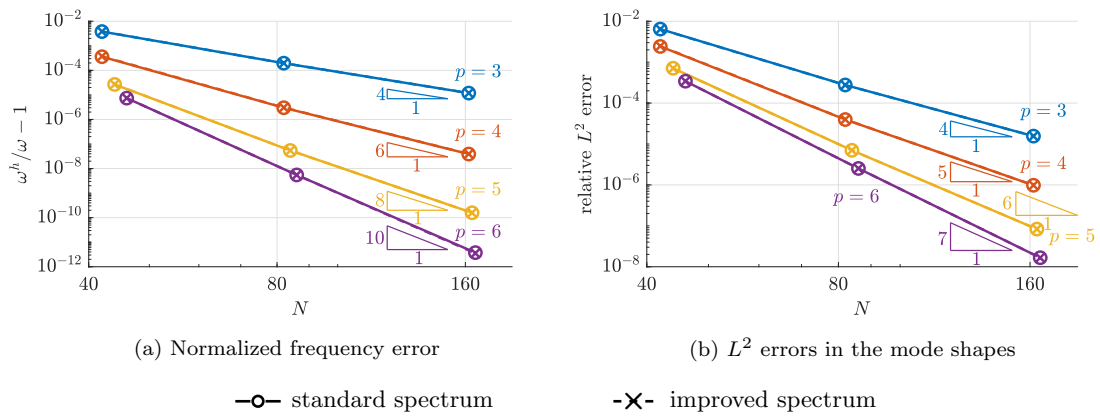 10⁻² 10⁻⁴ 10⁻⁶ 10⁻⁸ 10⁻¹⁰ 10⁻¹²
ωʰ/ω − 1
p = 3
4
1
p = 4
6
1
p = 5
8
1
p = 6
10
1
40 80 160
N
(a) Normalized frequency error
10⁻² 10⁻⁴ 10⁻⁶ 10⁻⁸
relative L² error
p = 3
4
1
p = 4
5
1
6
1
p = 5
p = 6
7
1
40 80 160
N
(b) L² errors in the mode shapes
standard spectrum
improved spectrum